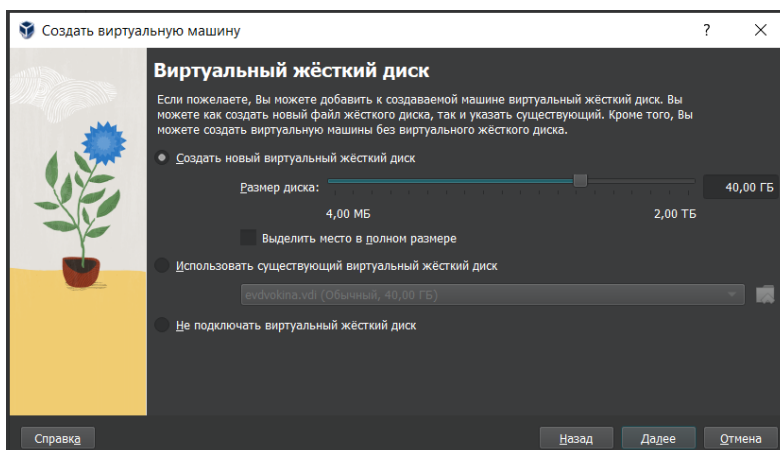 Создать виртуальную машину
?
Виртуальный жёсткий диск
Если пожелаете, Вы можете добавить к создаваемой машине виртуальный жёсткий диск. Вы
можете как создать новый файл жёсткого диска, так и указать существующий. Кроме того, Вы
можете создать виртуальную машины без виртуального жёсткого диска.
Создать новый виртуальный жёсткий диск
Размер диска:
40,00 ГБ
4,00 МБ
2,00 ТБ
Выделить место в полном размере
Использовать существующий виртуальный жёсткий диск
evdvokina.vdi (Обычный, 40,00 ГБ)
Не подключать виртуальный жёсткий диск
Справка
Назад
Далее
Отмена